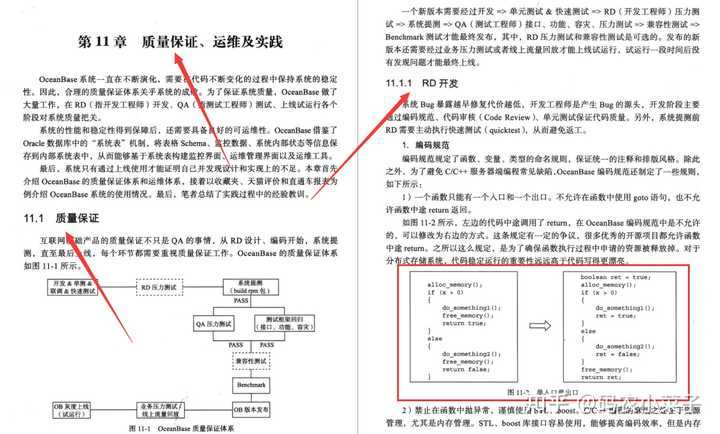 第 11 章 质量保证、运维及实践
OceanBase 系统一直在不断演化，需要在代码不断变化的过程中保持系统的稳定
性。因此，合理的质量保证体系关乎系统的成败。为了保证系统质量，OceanBase 做了
大量工作，在 RD（指开发工程师）开发、QA（指测试工程师）测试、上线试运行各个
阶段对系统质量把关。
系统的性能和稳定性得到保障后，还需要具备良好的可运维性。OceanBase 借鉴了
Oracle 数据库中的“系统表”机制，将表格 Schema、监控数据、系统内部状态等信息保
存到内部系统表中，从而能够基于系统表构建监控界面、运维管理界面以及运维工具。
最后，系统只有通过上线使用才能证明自己并发现设计和实现上的不足。本章首先
介绍 OceanBase 的质量保证体系和运维体系，接着以收藏夹、天猫评价和直通车报表为
例介绍 OceanBase 系统的使用情况。最后，笔者总结了实践过程中的经验教训。
11.1 质量保证
互联网基础产品的质量保证不只是 QA 的事情，从 RD 设计、编码开始，系统提
测，直至最后上线，每个环节都需要重视质量保证工作。OceanBase 的质量保证体系
如图 11-1 所示。
开发 & 单测 &
联调 & 快速测试
RD 压力测试
系统提测
（build rpm 包）
PASS
QA 压力测试
测试框架回归
（接口、功能、容灾）
PASS PASS
兼容性测试
Benchmark
OB 灰度上线
（试运行）
业务压力测试 /
线上流量回放
OB 版本发布
图 11-1 OceanBase 质量保证体系
一个新版本需要经过开发 => 单元测试 & 快速测试 => RD（开发工程师）压力测
试 => 系统提测 => QA（测试工程师）接口、功能、容灾、压力测试 => 兼容性测试 =>
Benchmark 测试才能最终发布，其中，RD 压力测试和兼容性测试是可选的。发布的新
版本还需要经过业务压力测试或者线上流量回放才能上线试运行，试运行一段时间后没
有发现问题才能最终上线。
11.1.1 RD 开发
系统 Bug 暴露越早修复代价越低，开发工程师是产生 Bug 的源头，开发阶段主要
通过编码规范、代码审核（Code Review）、单元测试保证代码质量。另外，系统提测前
RD 需要主动执行快速测试（quicktest），从而避免返工。
1. 编码规范
编码规范规定了函数、变量、类型的命名规则，保证统一的注释和排版风格。除此
之外，为了避免 C/C++ 服务器端编程常见缺陷，OceanBase 编码规范还制定了一些规则，
如下所示：
1）一个函数只能有一个入口和一个出口。不允许在函数中使用 goto 语句，也不允
许函数中途 return 返回。
如图 11-2 所示，左边的代码中途调用了 return，在 OceanBase 编码规范中是不允许
的，可以修改为右边的方式。这条规定有一定的争议，很多优秀的开源项目都允许函数
中途 return。之所以这么规定，是为了确保函数执行过程中申请的资源被释放掉。对于
分布式存储系统，代码稳定运行的重要性远远高于代码写得更漂亮。
alloc_memory();
if (x > 0)
{
do_something1();
free_memory();
return true;
}
else
{
do_something2();
free_memory();
return false;
}
boolean ret = true;
alloc_memory();
if (x > 0)
{
do_something1();
ret = true;
}
else
{
do_something2();
ret = false;
}
free_memory();
return ret;
图 11-2 单入口单出口
2）禁止在函数中抛异常，谨慎使用 STL、boost、
管理，尤其是内存管理。STL、boost 库接口容易使用，能够提高编码效率，但是内存
知乎 @码农小芋子